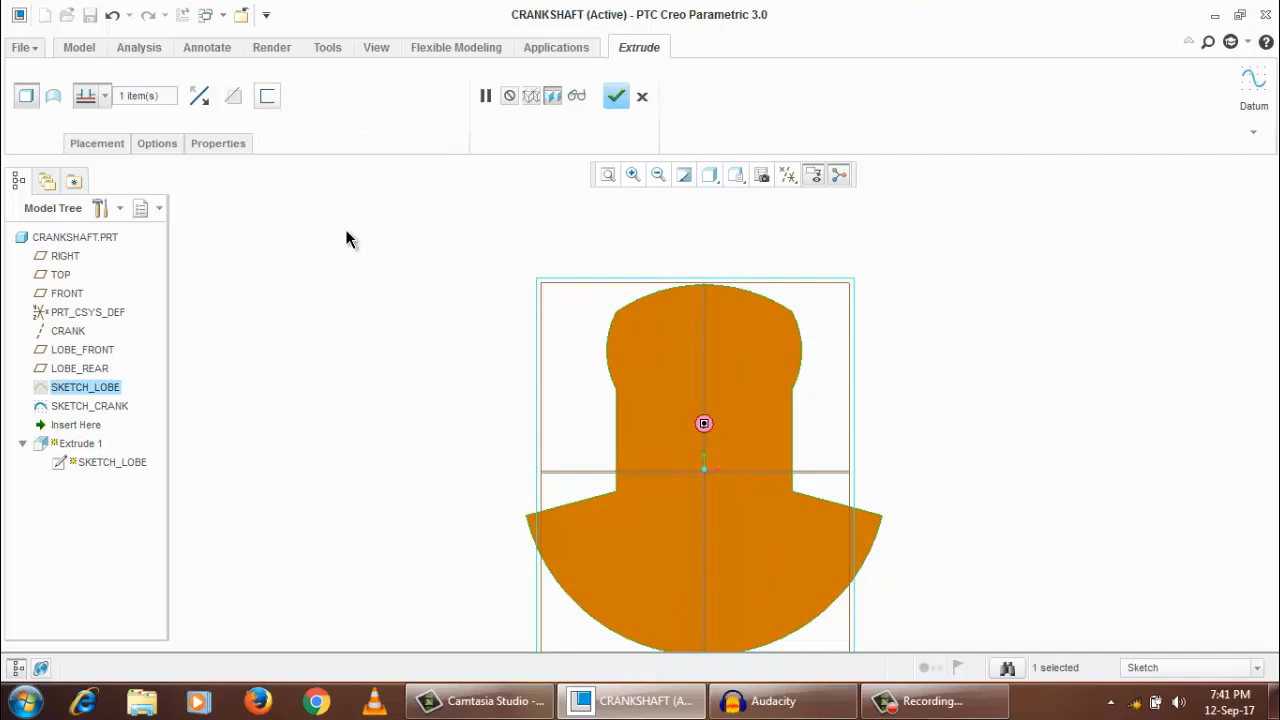 CRANKSHAFT (Active) - PTC Creo Parametric 3.0
File Model Analysis Annotate Render Tools View Flexible Modeling Applications Extrude
1 item(s)
Datum
Placement Options Properties
Model Tree
CRANKSHAFT.PRT
RIGHT
TOP
FRONT
PRT_CSYS_DEF
CRANK
LOBE_FRONT
LOBE_REAR
SKETCH_LOBE
SKETCH_CRANK
Insert Here
Extrude 1
SKETCH_LOBE
1 selected Sketch
Camtasia Studio -... CRANKSHAFT (A... Audacity Recording... 7:41 PM
12-Sep-17